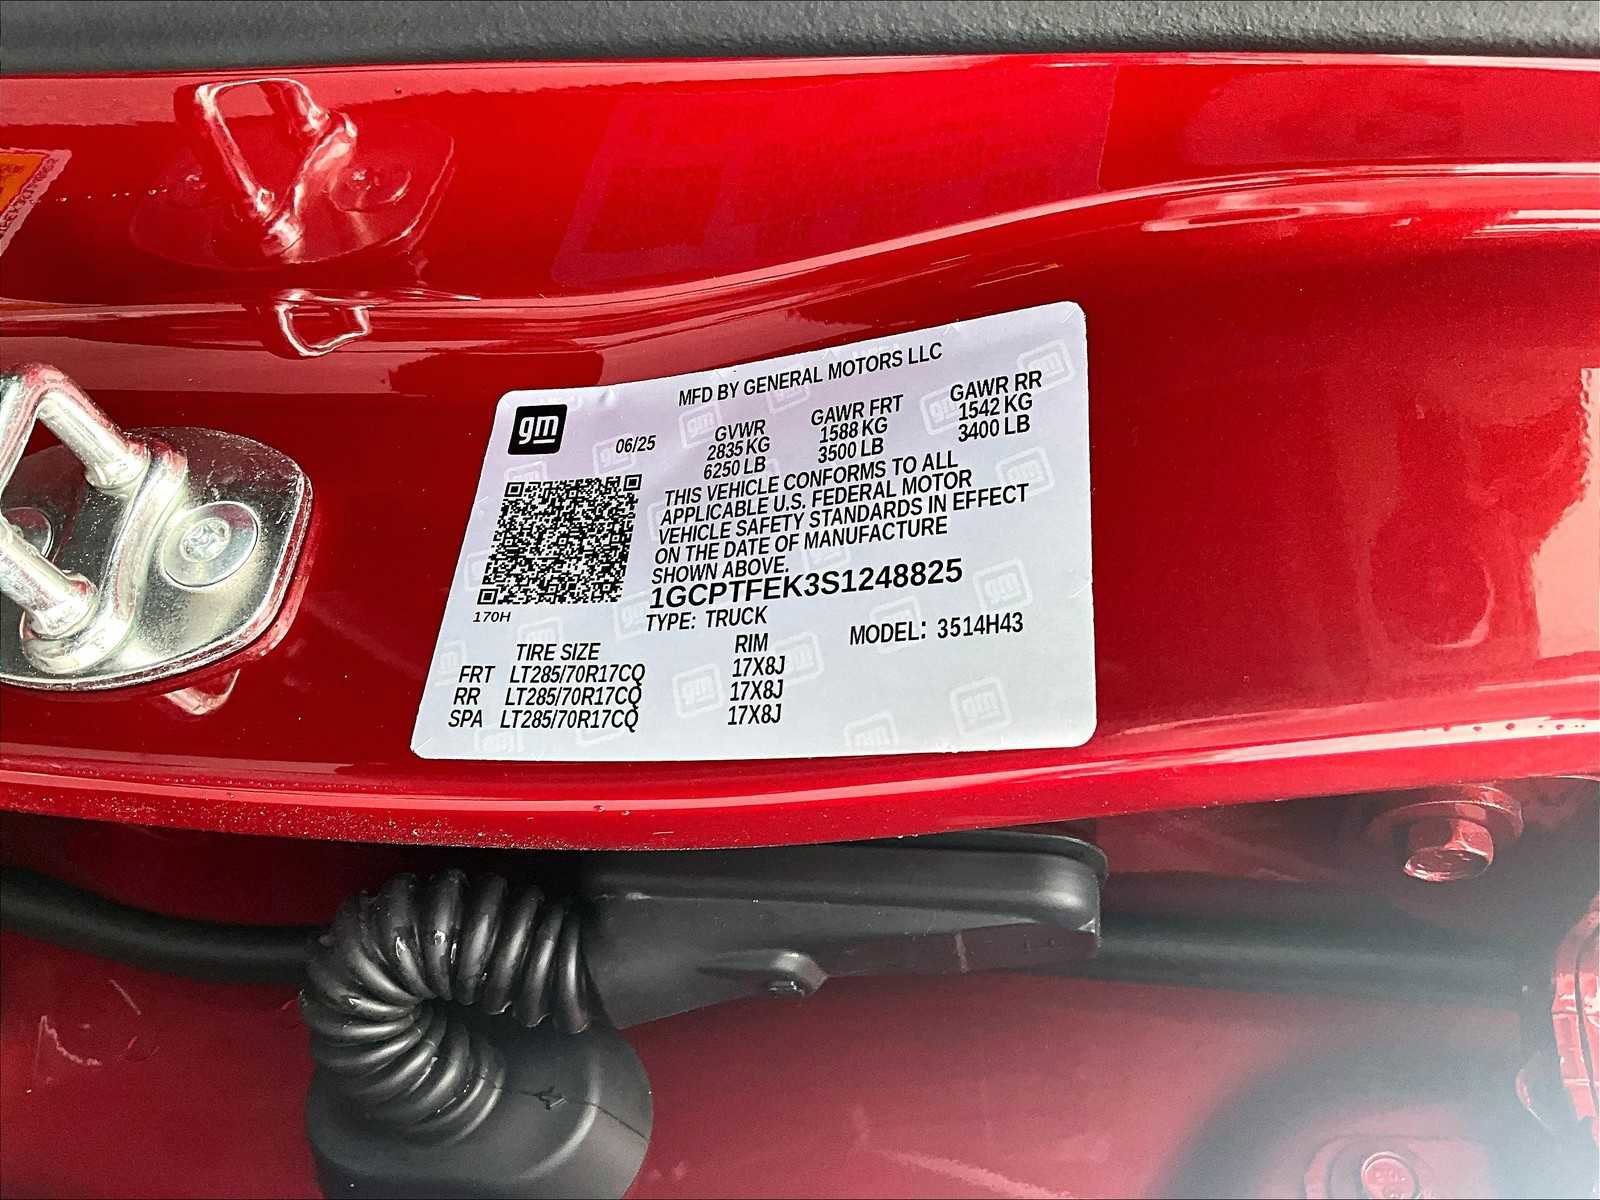 MFD BY GENERAL MOTORS LLC
gm
06/25
GVWR
2835 KG
6250 LB
GAWR FRT
1588 KG
3500 LB
GAWR RR
1542 KG
3400 LB
THIS VEHICLE CONFORMS TO ALL
APPLICABLE U.S. FEDERAL MOTOR
VEHICLE SAFETY STANDARDS IN EFFECT
ON THE DATE OF MANUFACTURE
SHOWN ABOVE.
1GCPTFEK3S1248825
170H
TYPE: TRUCK
MODEL: 3514H43
TIRE SIZE RIM
FRT LT285/70R17CQ 17X8J
RR LT285/70R17CQ 17X8J
SPA LT285/70R17CQ 17X8J